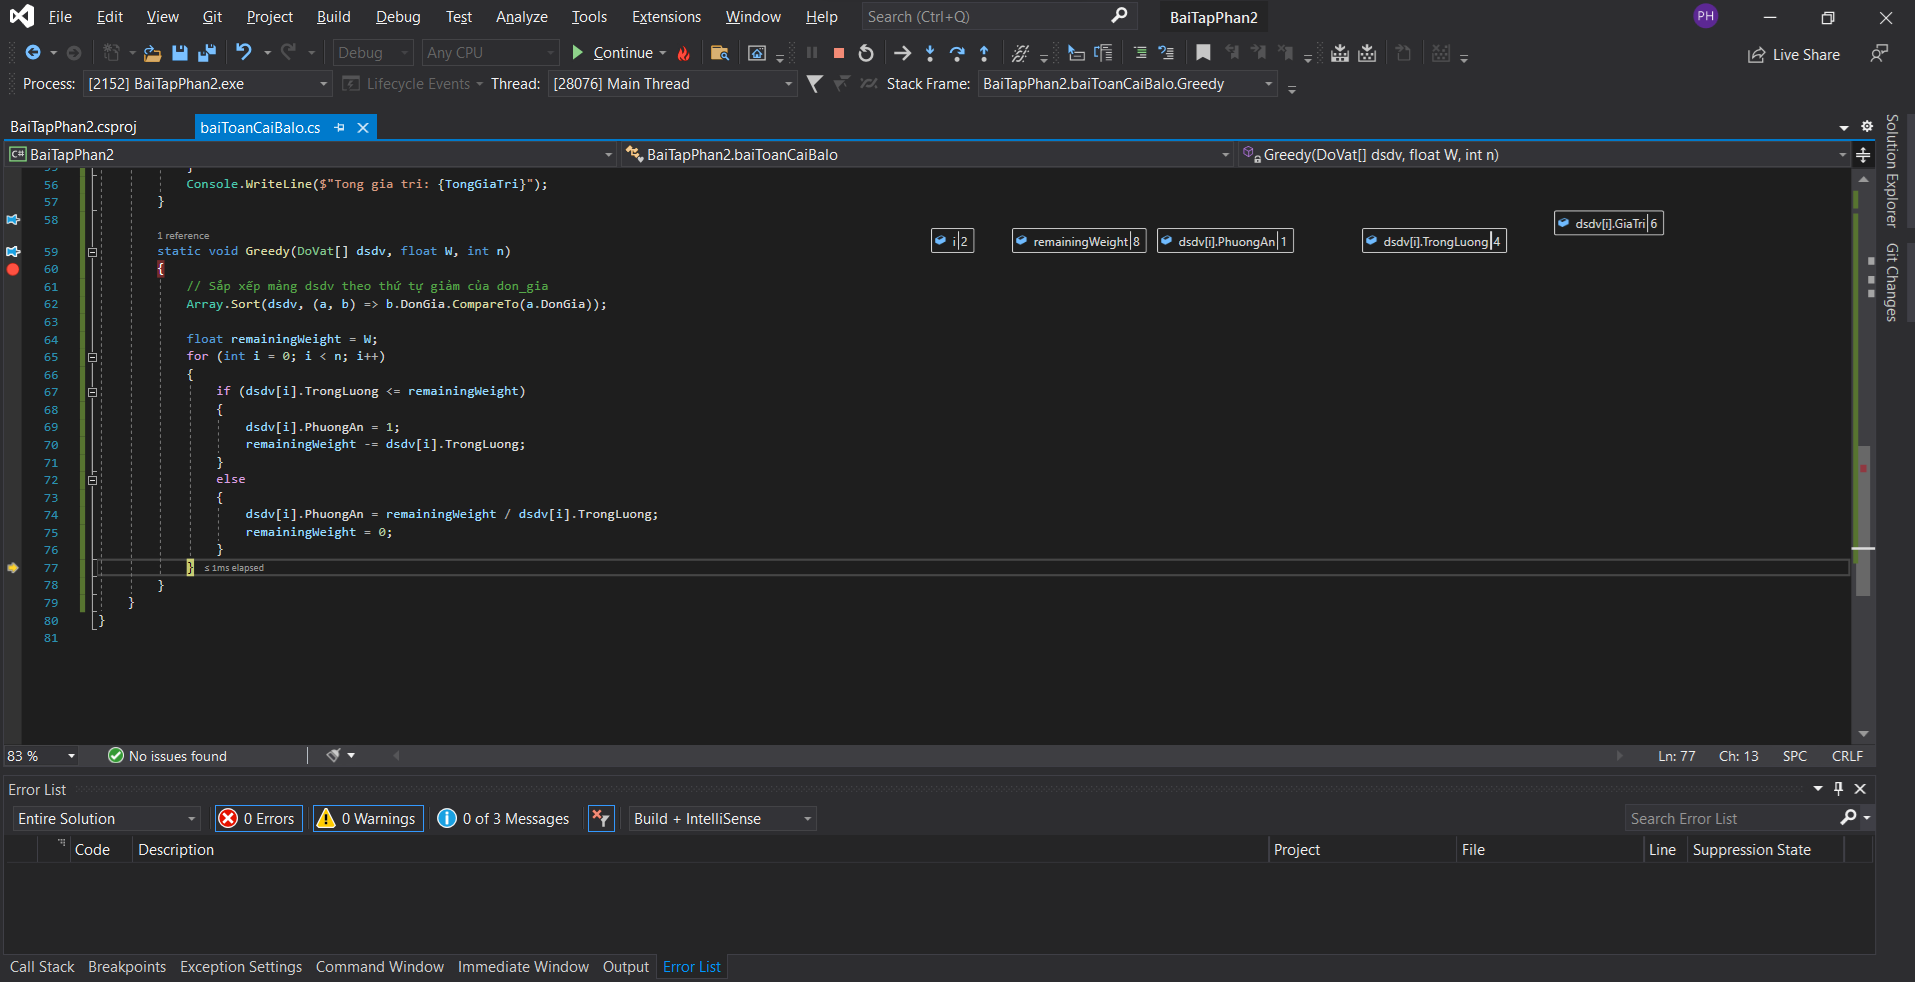 File Edit View Git Project Build Debug Test Analyze Tools Extensions Window Help Search (Ctrl+Q) BaiTapPhan2 PH
Debug Any CPU Continue Live Share
Process: [2152] BaiTapPhan2.exe Lifecycle Events Thread: [28076] Main Thread Stack Frame: BaiTapPhan2.baiToanCaiBalo.Greedy
BaiTapPhan2.csproj baiToanCaiBalo.cs
C# BaiTapPhan2 BaiTapPhan2.baiToanCaiBalo Greedy(DoVat[] dsdv, float W, int n)
Solution Explorer
Git Changes
56 Console.WriteLine($"Tong gia tri: {TongGiaTri}");
57 }
58
dsdv[i].GiaTri 6
1 reference
i 2 remainingWeight 8 dsdv[i].PhuongAn 1 dsdv[i].TrongLuong 4
59 static void Greedy(DoVat[] dsdv, float W, int n)
60 {
61 // Sắp xếp mảng dsdv theo thứ tự giảm của don_gia
62 Array.Sort(dsdv, (a, b) => b.DonGia.CompareTo(a.DonGia));
63
64 float remainingWeight = W;
65 for (int i = 0; i < n; i++)
66 {
67 if (dsdv[i].TrongLuong <= remainingWeight)
68 {
69 dsdv[i].PhuongAn = 1;
70 remainingWeight -= dsdv[i].TrongLuong;
71 }
72 else
73 {
74 dsdv[i].PhuongAn = remainingWeight / dsdv[i].TrongLuong;
75 remainingWeight = 0;
76 }
77 } ≤ 1ms elapsed
78 }
79 }
80 }
81
83 % No issues found Ln: 77 Ch: 13 SPC CRLF
Error List
Entire Solution 0 Errors 0 Warnings 0 of 3 Messages Build + IntelliSense Search Error List
Code Description Project File Line Suppression State
Call Stack Breakpoints Exception Settings Command Window Immediate Window Output Error List